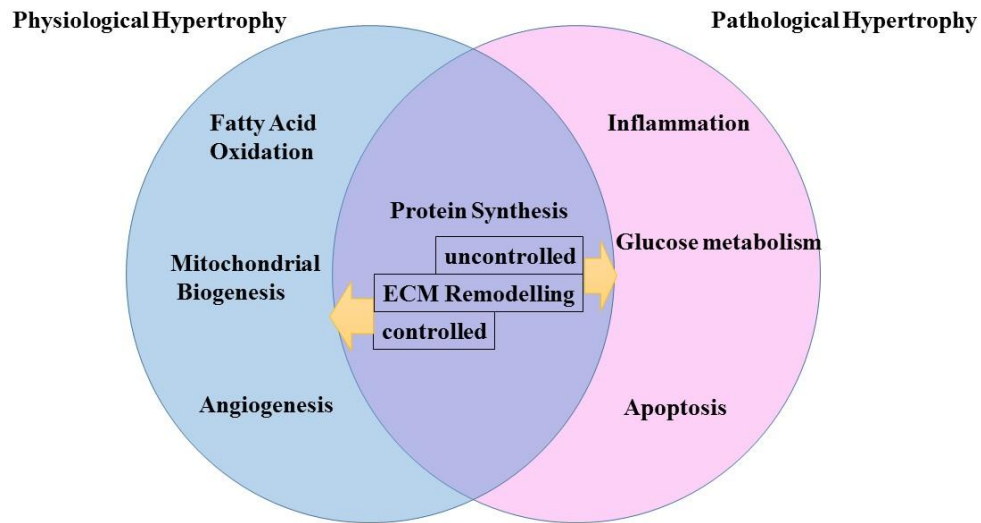 Physiological Hypertrophy
Pathological Hypertrophy
Fatty Acid
Oxidation
Inflammation
Protein Synthesis
Glucose metabolism
uncontrolled
Mitochondrial
Biogenesis
ECM Remodelling
controlled
Angiogenesis
Apoptosis